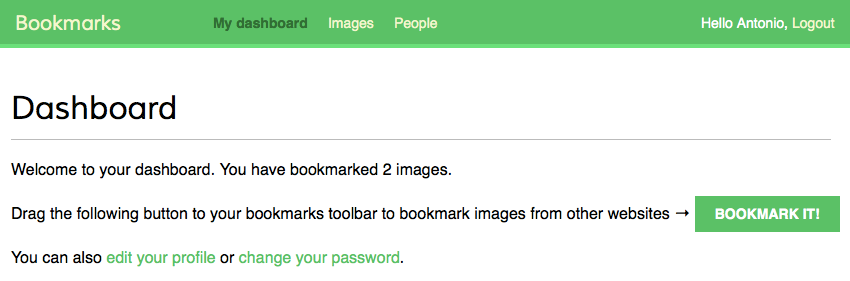 Bookmarks My dashboard Images People Hello Antonio, Logout
Dashboard
Welcome to your dashboard. You have bookmarked 2 images.
Drag the following button to your bookmarks toolbar to bookmark images from other websites → BOOKMARK IT!
You can also edit your profile or change your password.